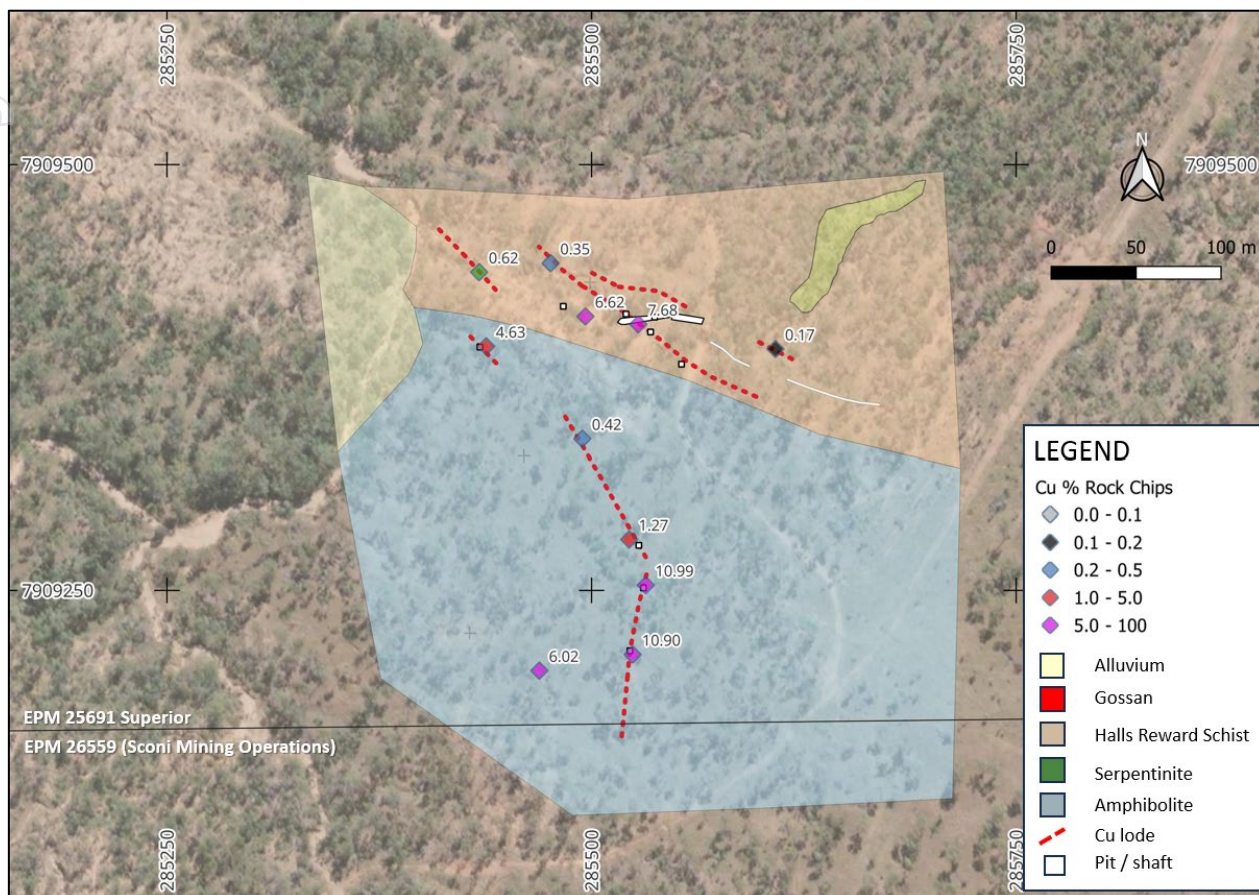 285250
285500
285750
7909500
N
7909500
0 50 100 m
0.62
0.35
6.62
7.68
0.17
4.63
0.42
1.27
10.99
10.90
6.02
7909250
EPM 25691 Superior
EPM 26559 (Sconi Mining Operations)
285250
285500
285750
LEGEND
Cu % Rock Chips
0.0 - 0.1
0.1 - 0.2
0.2 - 0.5
1.0 - 5.0
5.0 - 100
Alluvium
Gossan
Halls Reward Schist
Serpentinite
Amphibolite
Cu lode
Pit / shaft